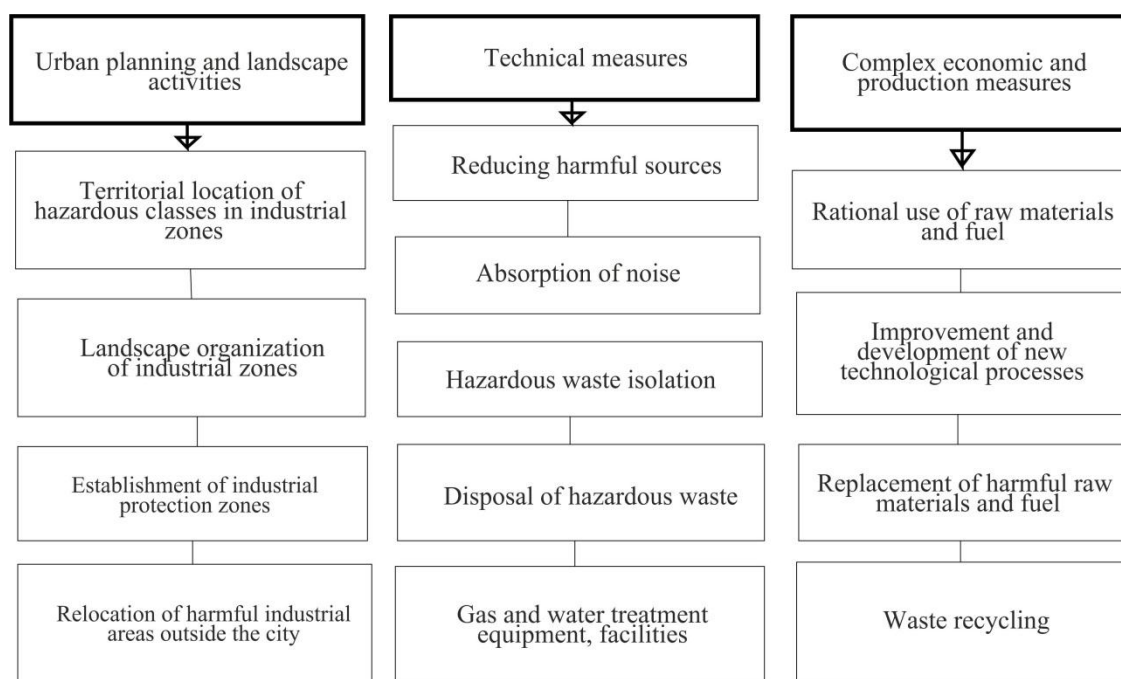 Urban planning and landscape
activities
Territorial location of
hazardous classes in industrial
zones
Landscape organization
of industrial zones
Establishment of industrial
protection zones
Relocation of harmful industrial
areas outside the city
Technical measures
Reducing harmful sources
Absorption of noise
Hazardous waste isolation
Disposal of hazardous waste
Gas and water treatment
equipment, facilities
Complex economic and
production measures
Rational use of raw materials
and fuel
Improvement and
development of new
technological processes
Replacement of harmful raw
materials and fuel
Waste recycling